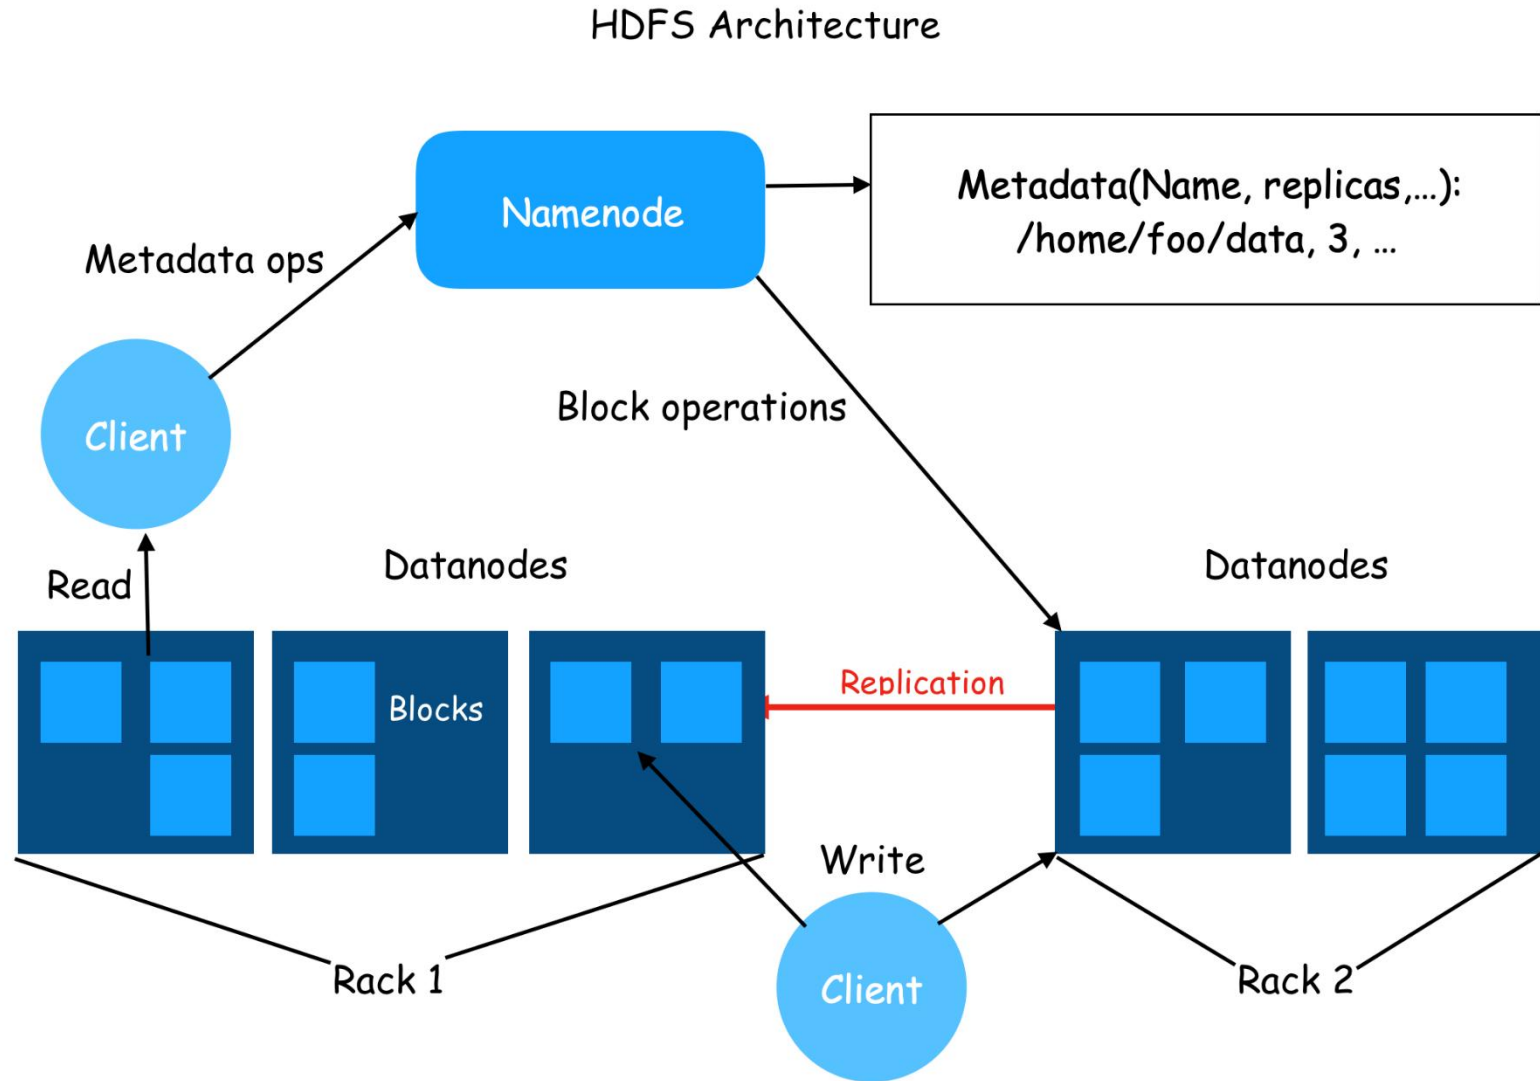 HDFS Architecture
Namenode
Metadata(Name, replicas,...):
/home/foo/data, 3, ...
Metadata ops
Client
Block operations
Read
Datanodes
Datanodes
Blocks
Replication
Write
Client
Rack 1
Rack 2